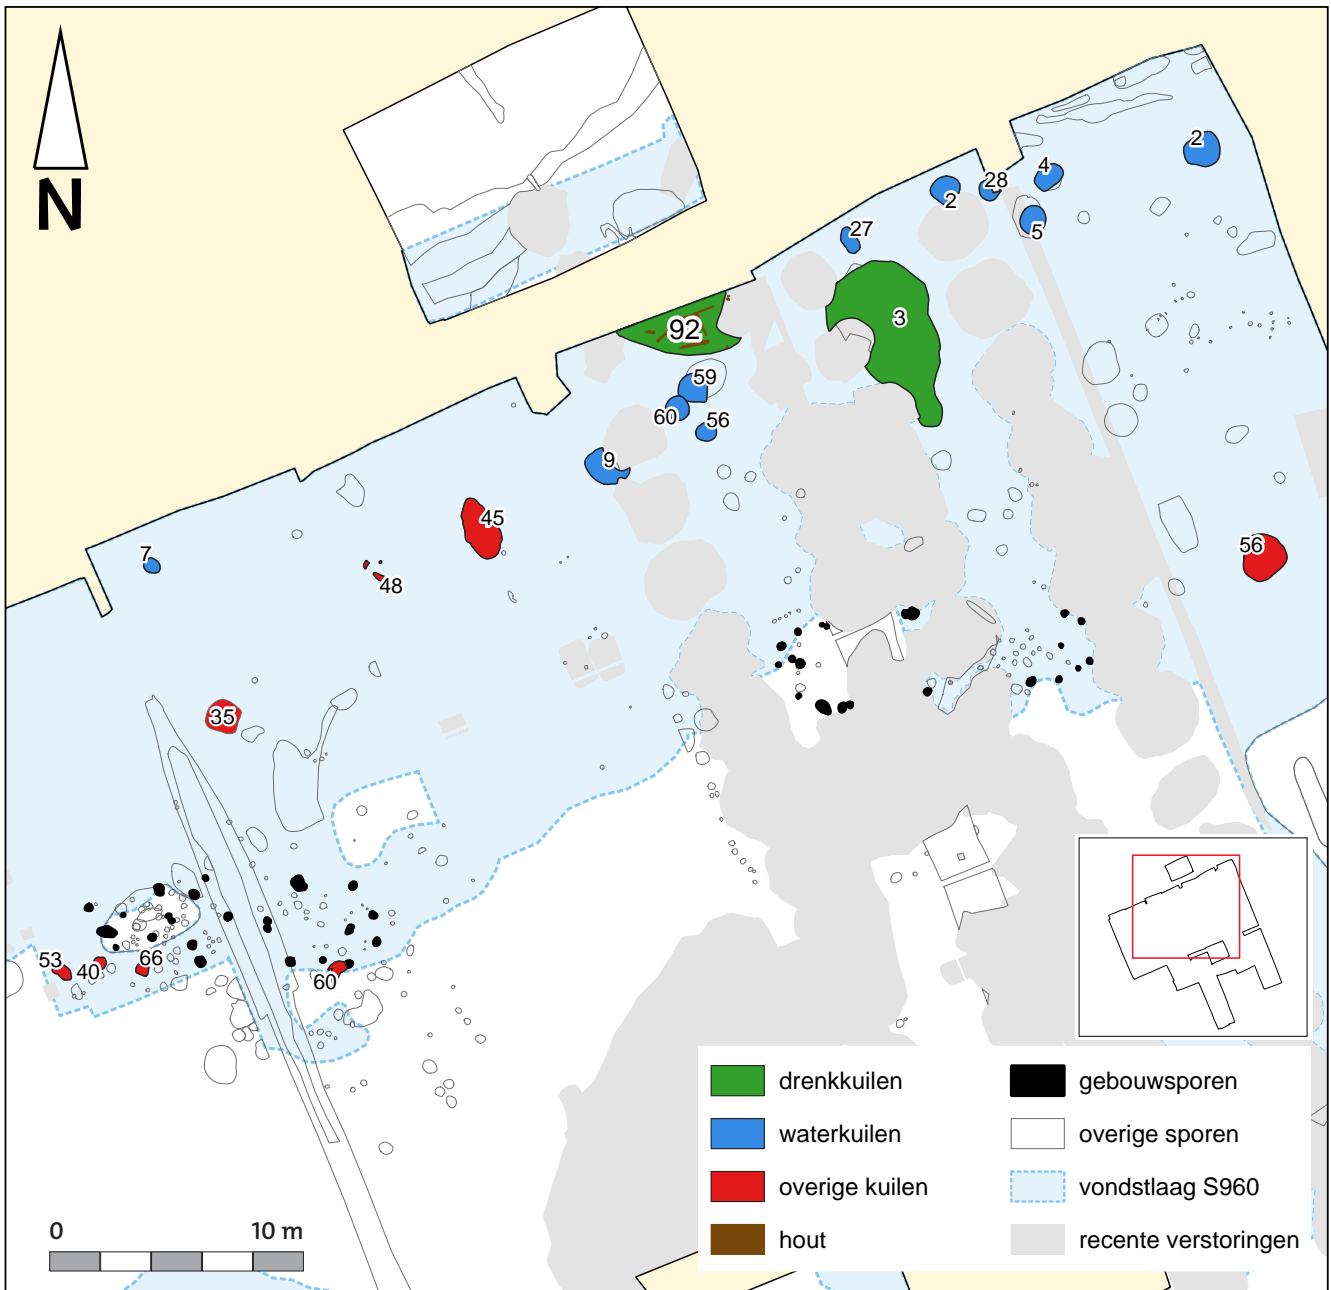 N
2
4
28
2
5
27
3
92
59
60
56
9
45
48
7
56
35
53
40
66
60
0 10 m
drenkkuilen
waterkuilen
overige kuilen
hout
gebouwsporen
overige sporen
vondstlaag S960
recente verstoringen